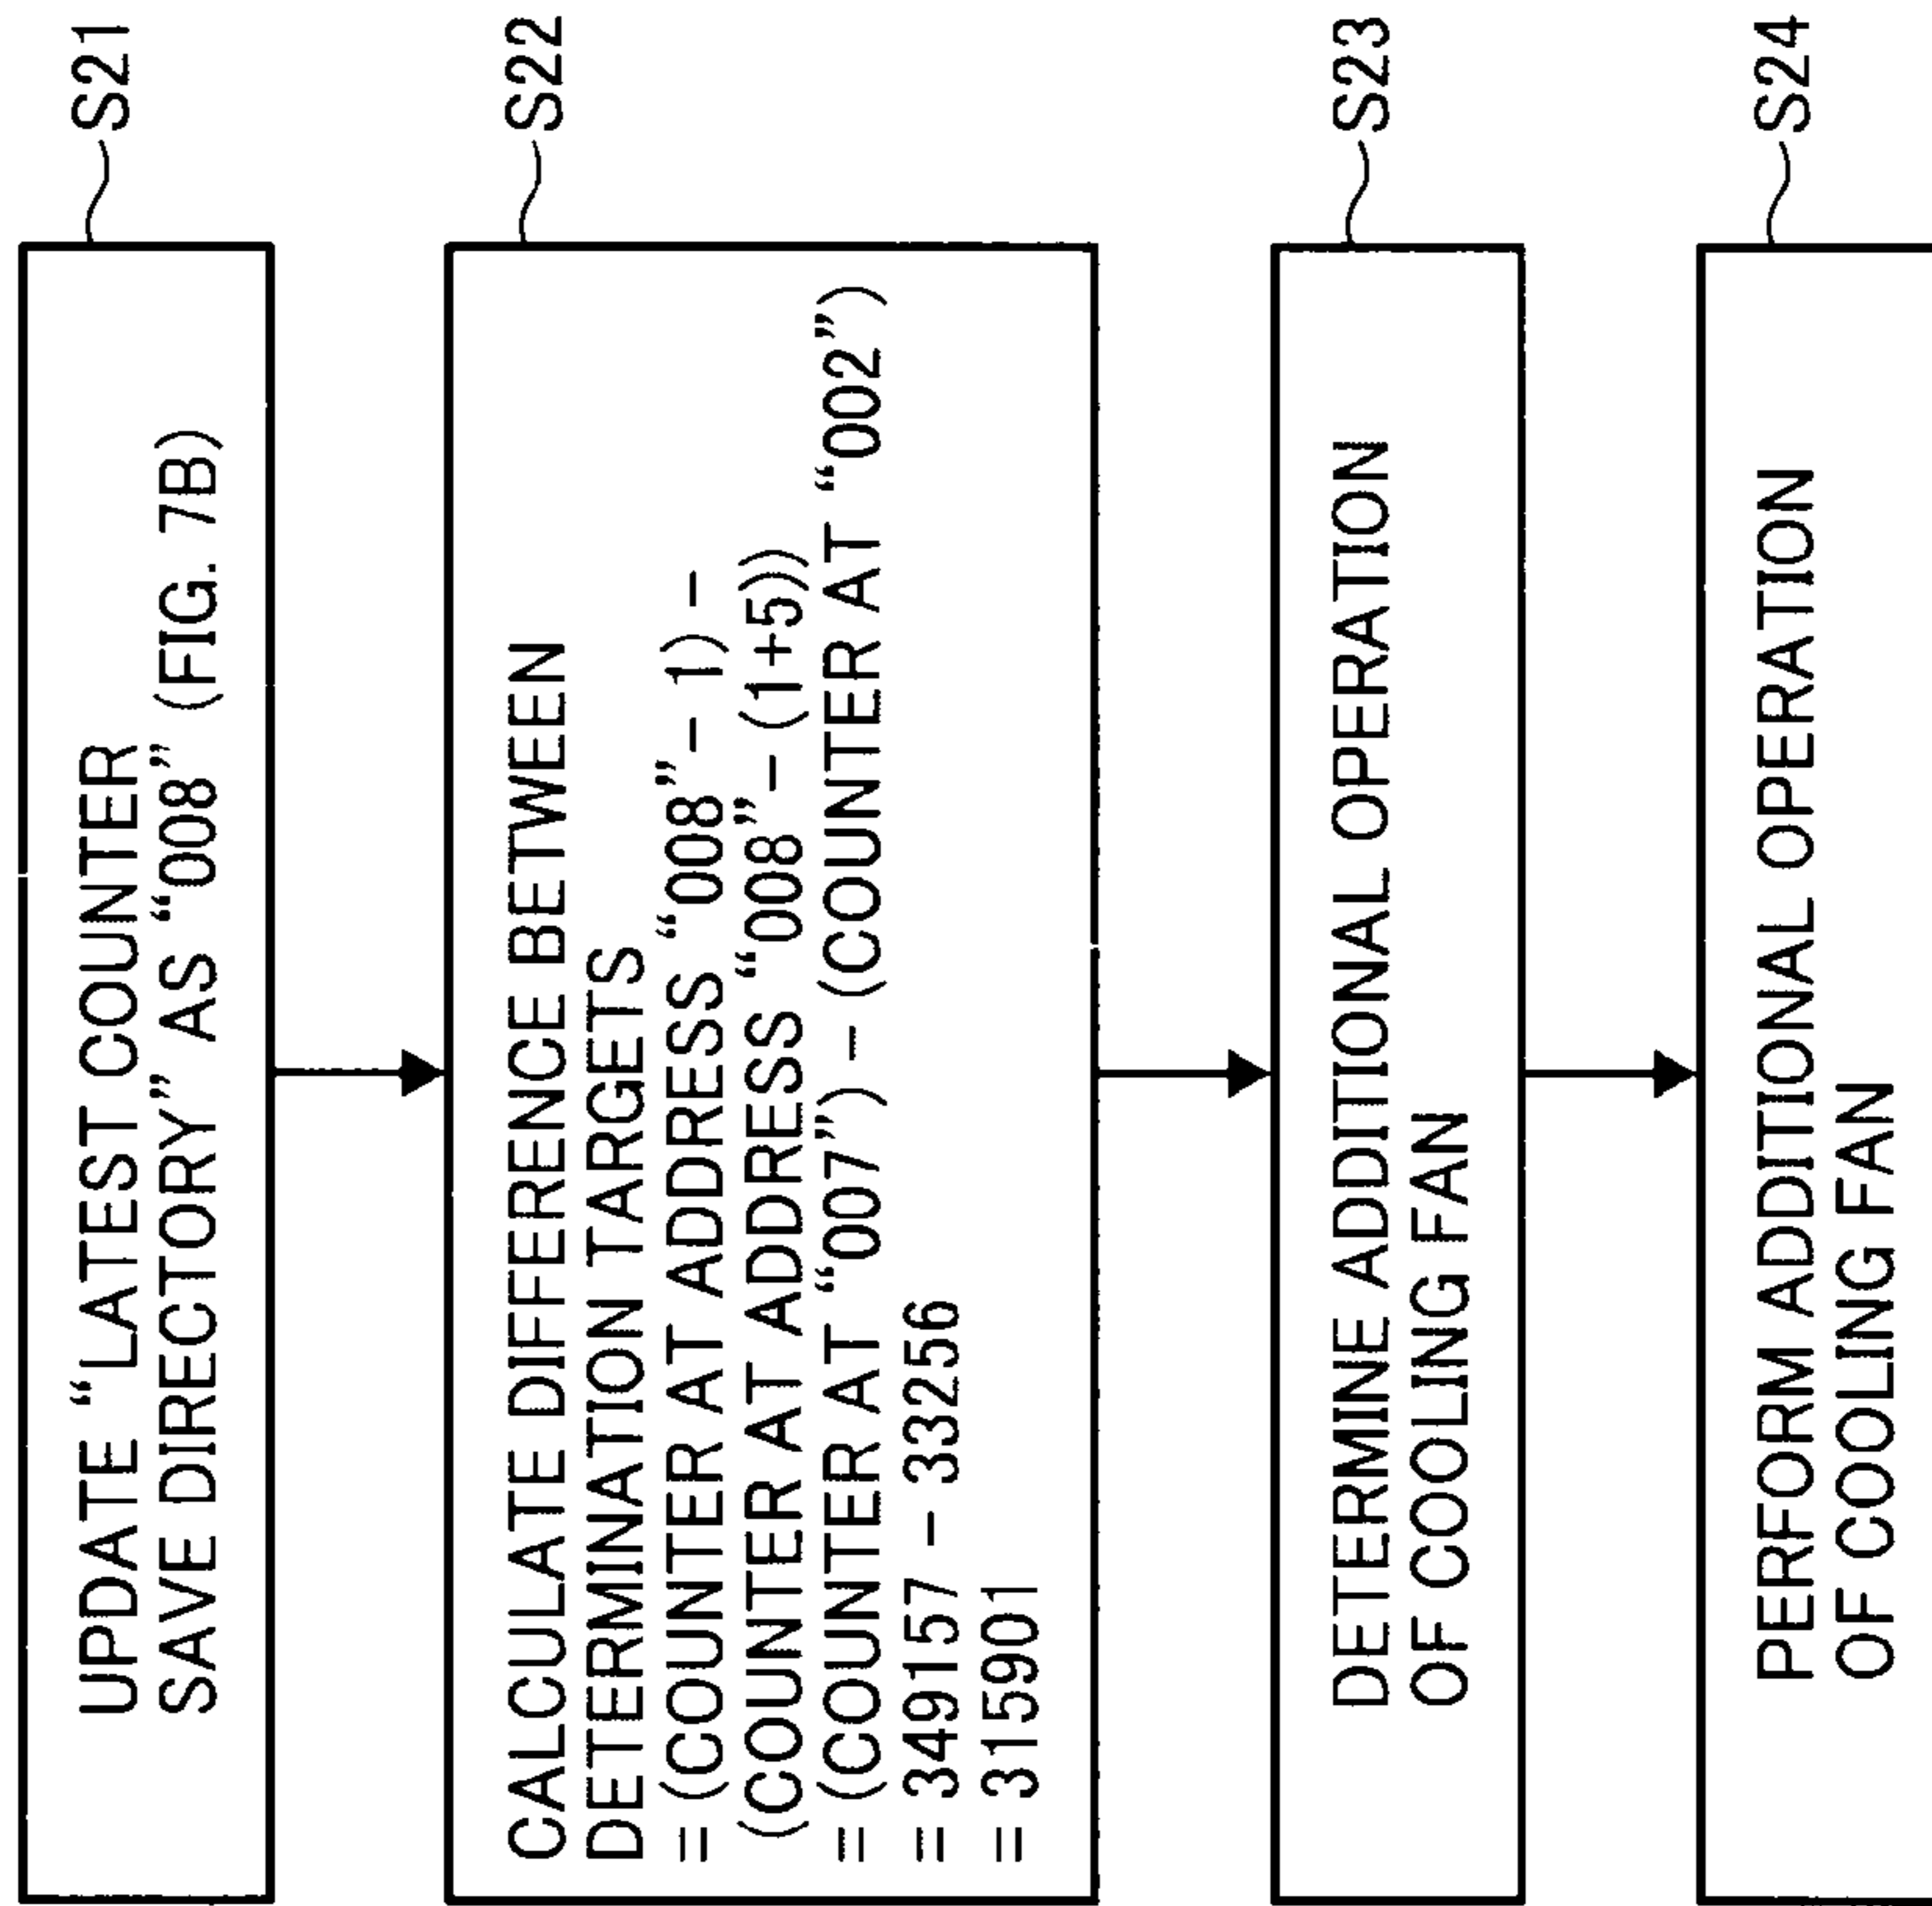 UPDATE “LATEST COUNTER
SAVE DIRECTORY” AS “008” (FIG. 7B)
S21
CALCULATE DIFFERENCE BETWEEN
DETERMINATION TARGETS
= (COUNTER AT ADDRESS “008” – 1) –
(COUNTER AT ADDRESS “008” – (1+5))
= (COUNTER AT “007”) – (COUNTER AT “002”)
= 349157 – 33256
= 315901
S22
DETERMINE ADDITIONAL OPERATION
OF COOLING FAN
S23
PERFORM ADDITIONAL OPERATION
OF COOLING FAN
S24